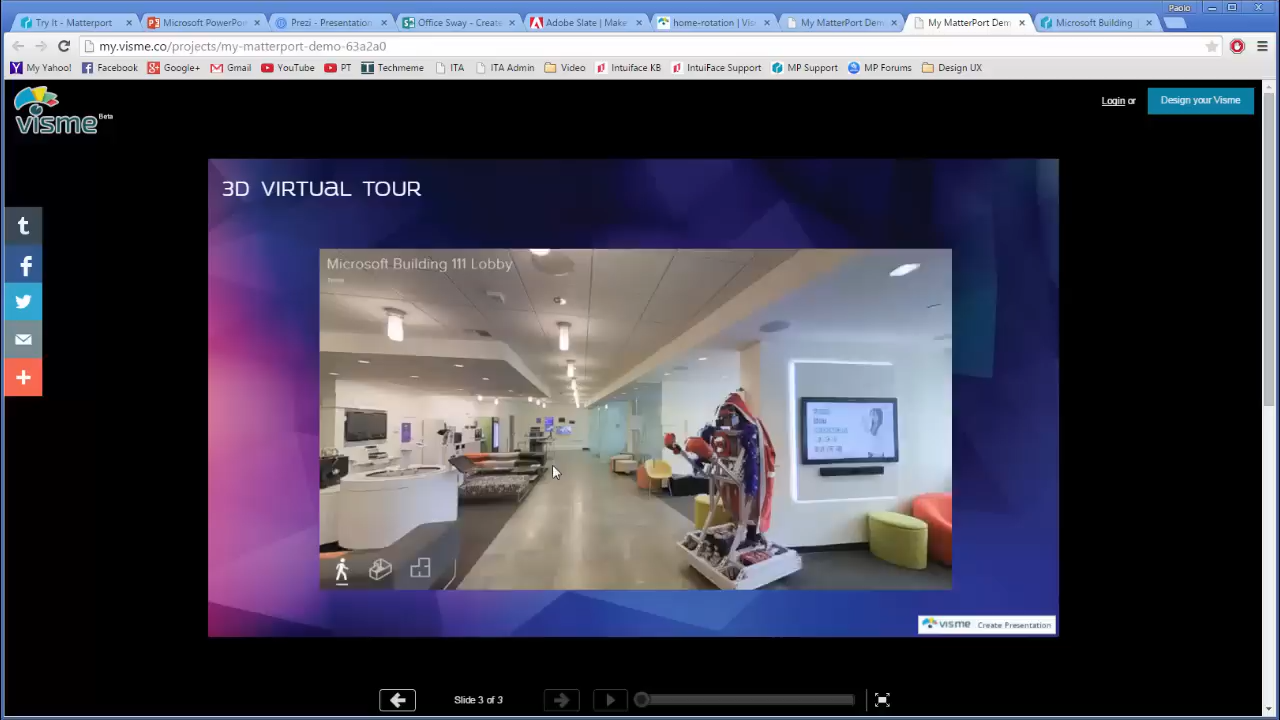 Paolo
Try It - Matterport
Microsoft PowerPoi
Prezi - Presentation
Office Sway - Create
Adobe Slate | Make
home-rotation | Vis
My MatterPort Dem
My MatterPort Dem
Microsoft Building
my.visme.co/projects/my-matterport-demo-63a2a0
My Yahoo! Facebook Google+ Gmail YouTube PT Techmeme ITA ITA Admin Video Intuiface KB IntuiFace Support MP Support MP Forums Design UX
visme Beta
Login or Design your Visme
3D VIRTUAL TOUR
Microsoft Building 111 Lobby
visme Create Presentation
Slide 3 of 3